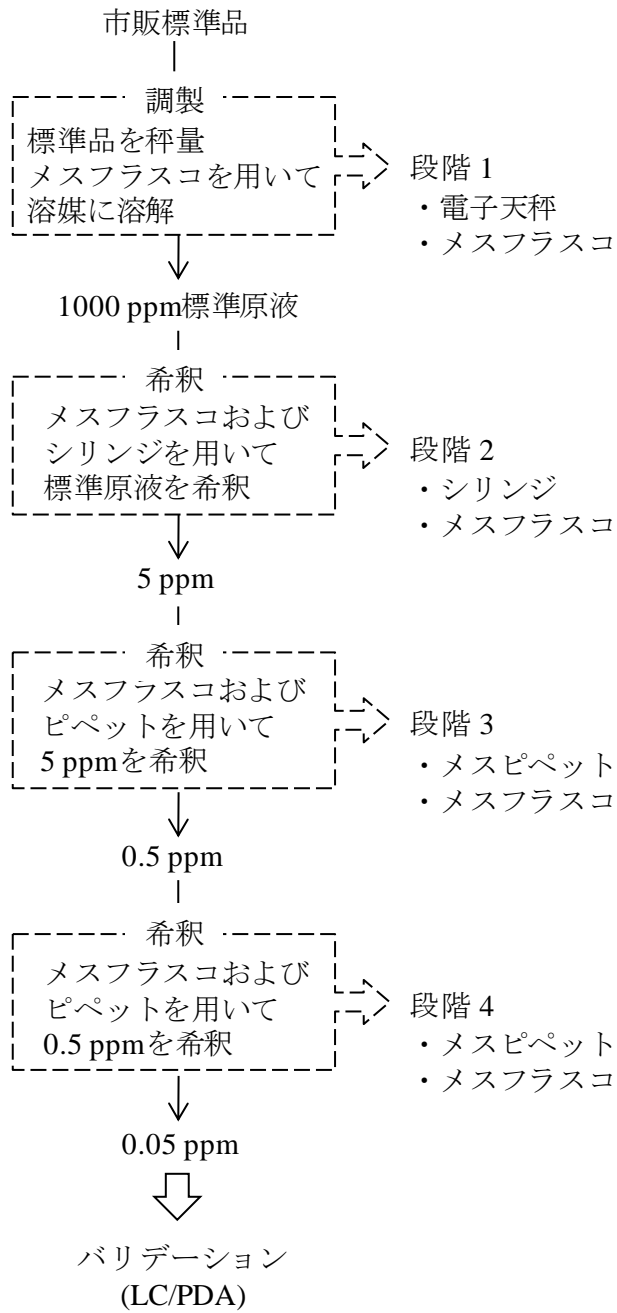 市販標準品
調製
標準品を秤量
メスフラスコを用いて
溶媒に溶解
段階 1
・電子天秤
・メスフラスコ
1000 ppm標準原液
希釈
メスフラスコおよび
シリンジを用いて
標準原液を希釈
段階 2
・シリンジ
・メスフラスコ
5 ppm
希釈
メスフラスコおよび
ピペットを用いて
5 ppmを希釈
段階 3
・メスピペット
・メスフラスコ
0.5 ppm
希釈
メスフラスコおよび
ピペットを用いて
0.5 ppmを希釈
段階 4
・メスピペット
・メスフラスコ
0.05 ppm
バリデーション
(LC/PDA)